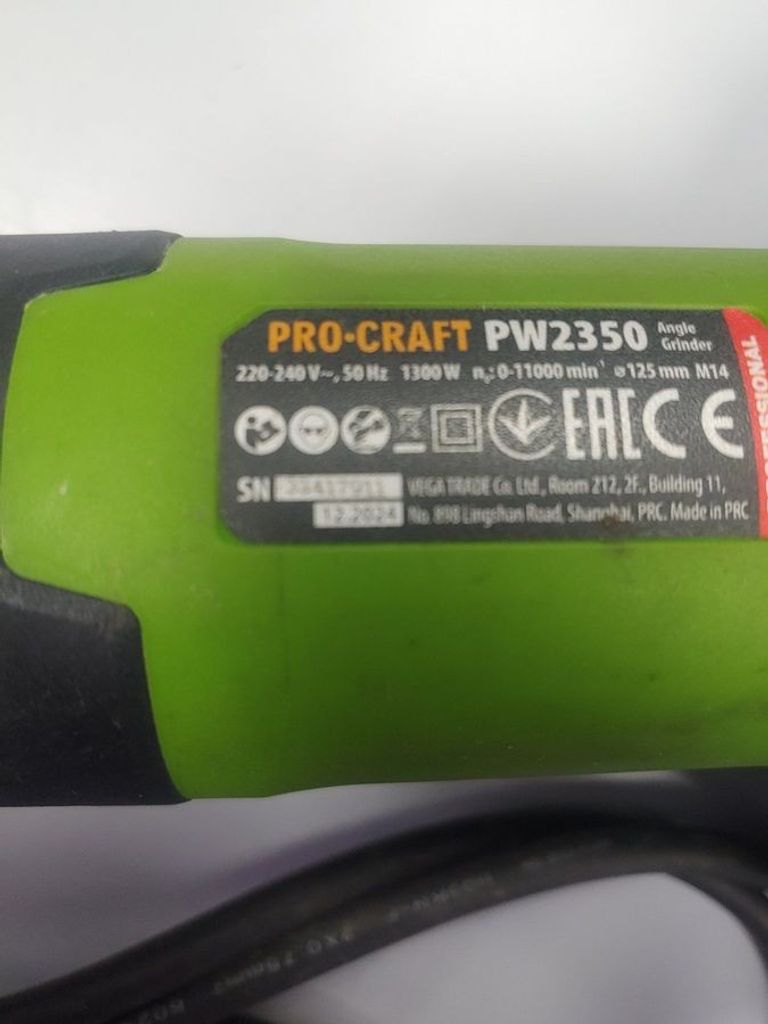 PRO·CRAFT PW2350 Angle Grinder
220-240 V~, 50 Hz 1300 W n₀: 0-11000 min⁻¹ ⌀125 mm M14
EAC CE
SN VEGA TRADE Co. Ltd., Room 212, 2F., Building 11,
12.2024 No. 898 Lingshan Road, Shanghai, PRC. Made in PRC
PROFESSIONAL
2X0.75mm²